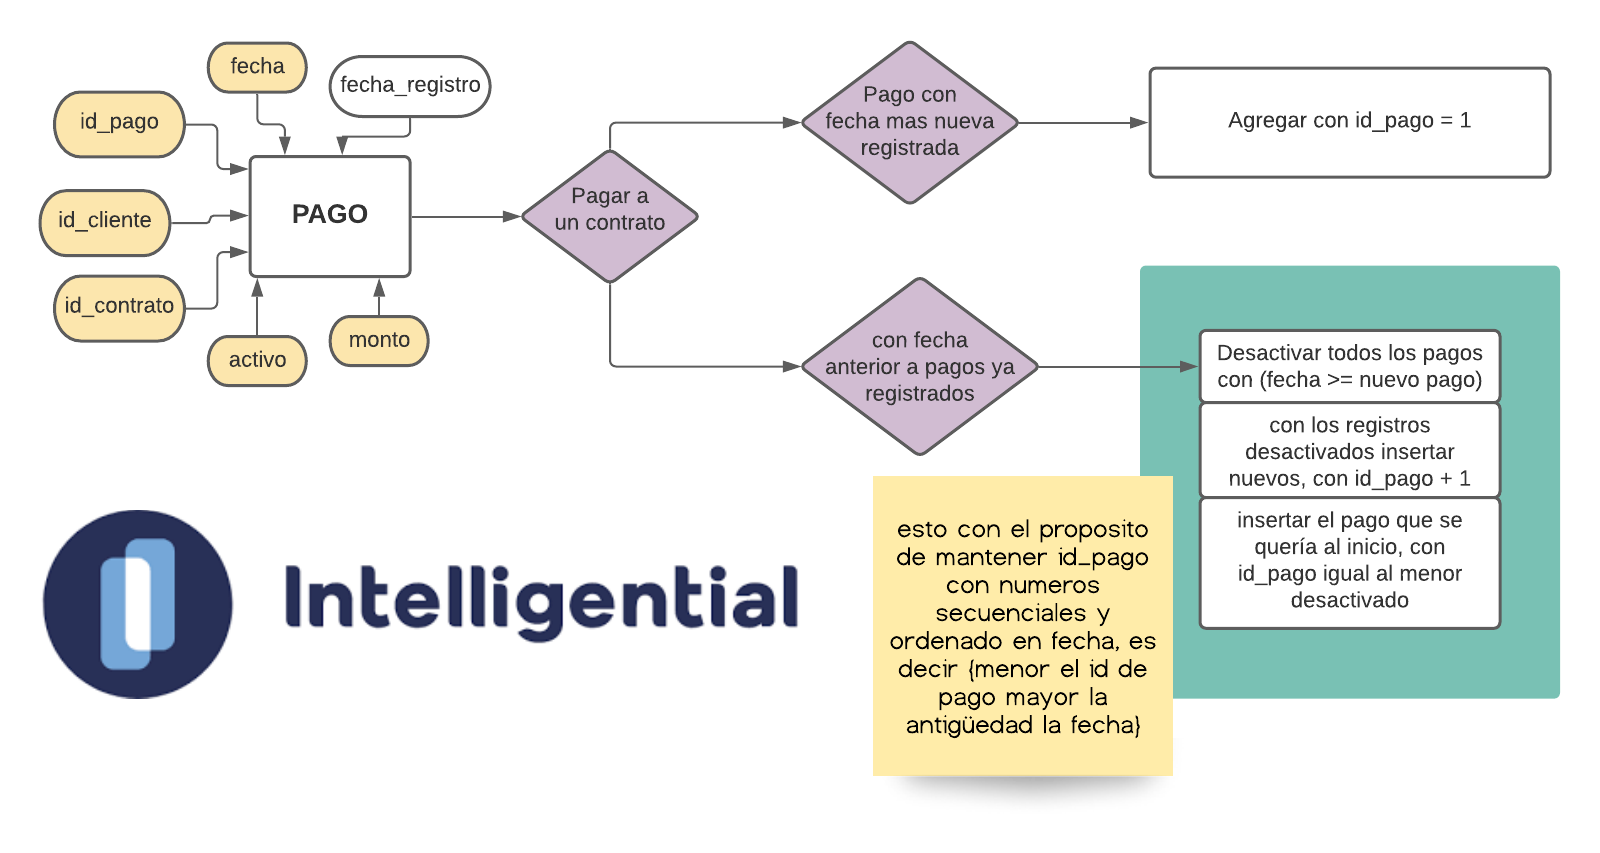 fecha
fecha_registro
id_pago
id_cliente
id_contrato
PAGO
activo
monto
Pagar a
un contrato
Pago con
fecha mas nueva
registrada
Agregar con id_pago = 1
con fecha
anterior a pagos ya
registrados
Desactivar todos los pagos
con (fecha >= nuevo pago)
con los registros
desactivados insertar
nuevos, con id_pago + 1
insertar el pago que se
quería al inicio, con
id_pago igual al menor
desactivado
esto con el proposito
de mantener id_pago
con numeros
secuenciales y
ordenado en fecha, es
decir {menor el id de
pago mayor la
antigüedad la fecha}
Intelligential